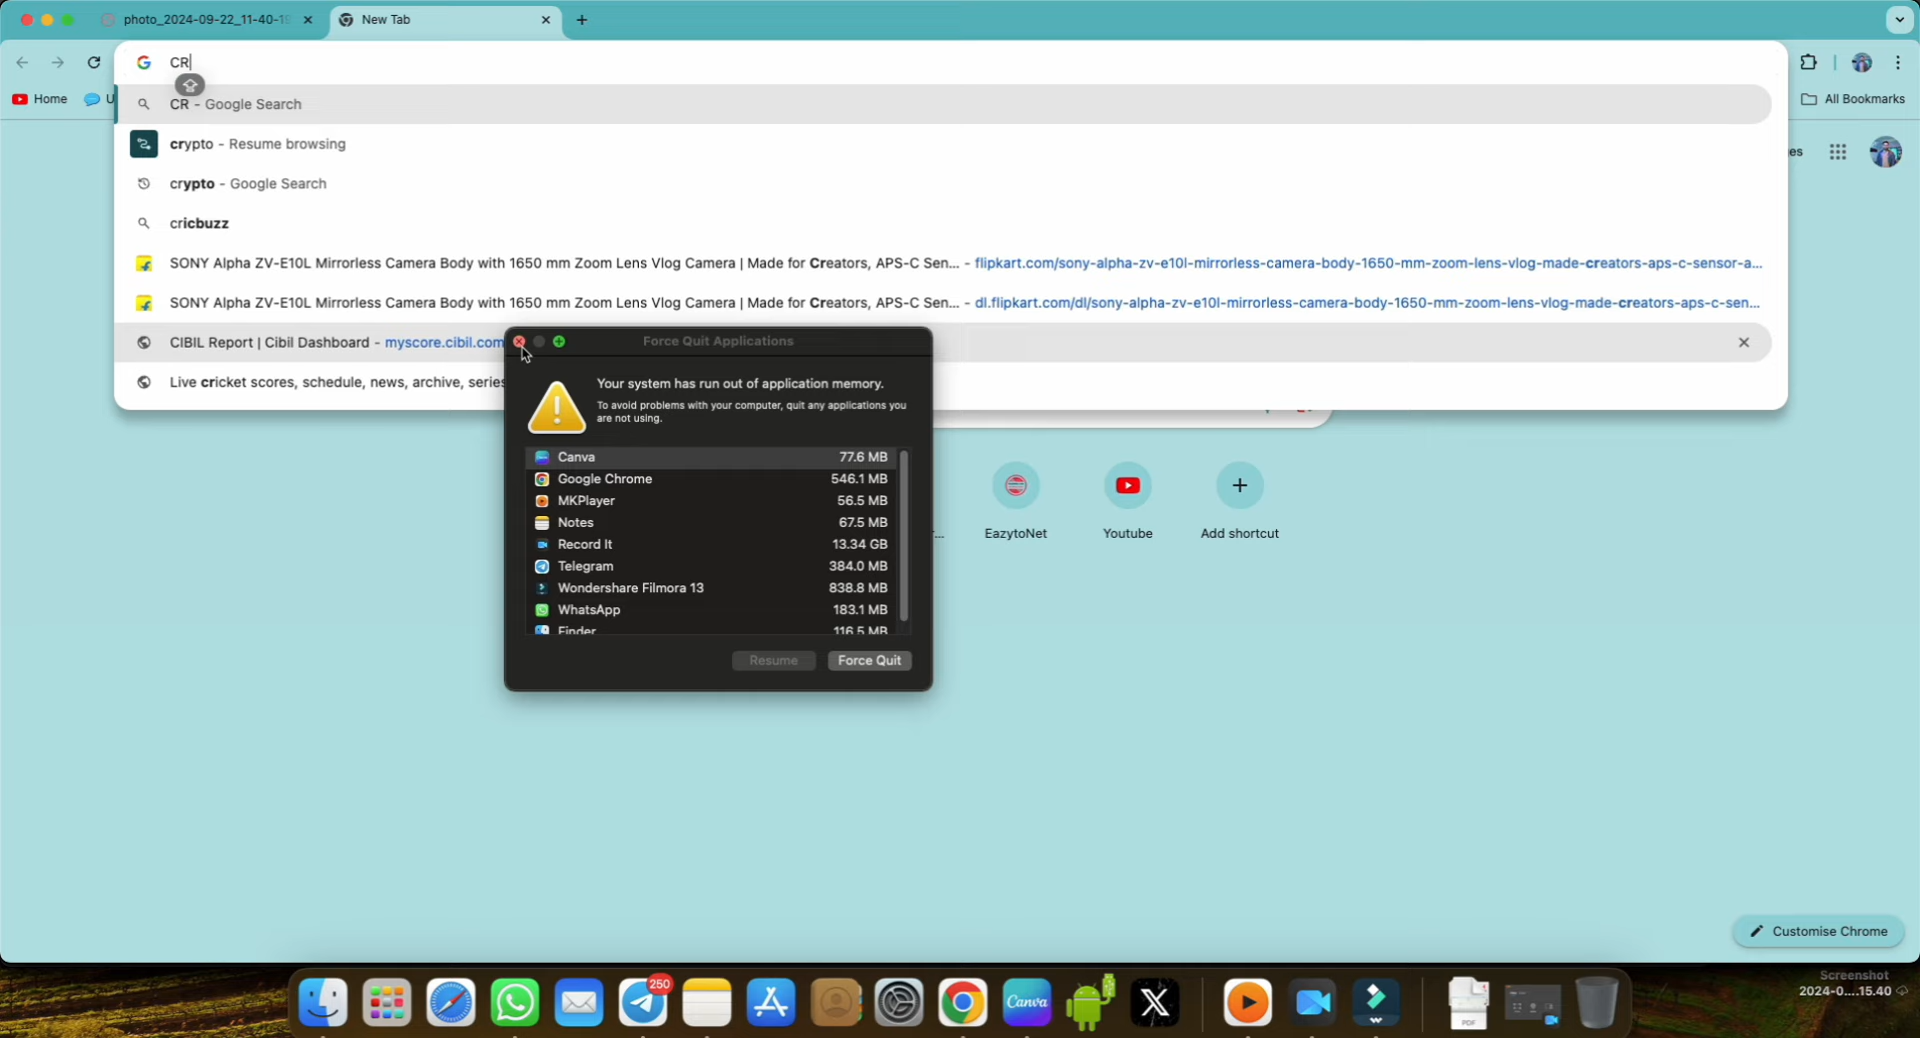 photo_2024-09-22_11-40-15
New Tab
CR
Home
U
All Bookmarks
CR - Google Search
crypto - Resume browsing
es
crypto - Google Search
cricbuzz
SONY Alpha ZV-E10L Mirrorless Camera Body with 1650 mm Zoom Lens Vlog Camera | Made for Creators, APS-C Sen... - flipkart.com/sony-alpha-zv-e10l-mirrorless-camera-body-1650-mm-zoom-lens-vlog-made-creators-aps-c-sensor-a...
SONY Alpha ZV-E10L Mirrorless Camera Body with 1650 mm Zoom Lens Vlog Camera | Made for Creators, APS-C Sen... - dl.flipkart.com/dl/sony-alpha-zv-e10l-mirrorless-camera-body-1650-mm-zoom-lens-vlog-made-creators-aps-c-sen...
CIBIL Report | Cibil Dashboard - myscore.cibil.com
Live cricket scores, schedule, news, archive, series
Force Quit Applications
Your system has run out of application memory.
To avoid problems with your computer, quit any applications you
are not using.
Canva 77.6 MB
Google Chrome 546.1 MB
MKPlayer 56.5 MB
Notes 67.5 MB
Record It 13.34 GB
Telegram 384.0 MB
Wondershare Filmora 13 838.8 MB
WhatsApp 183.1 MB
Finder 116.5 MB
Resume Force Quit
r...
EazytoNet
Youtube
Add shortcut
Customise Chrome
Screenshot
2024-0....15.40
250
Canva
PDF